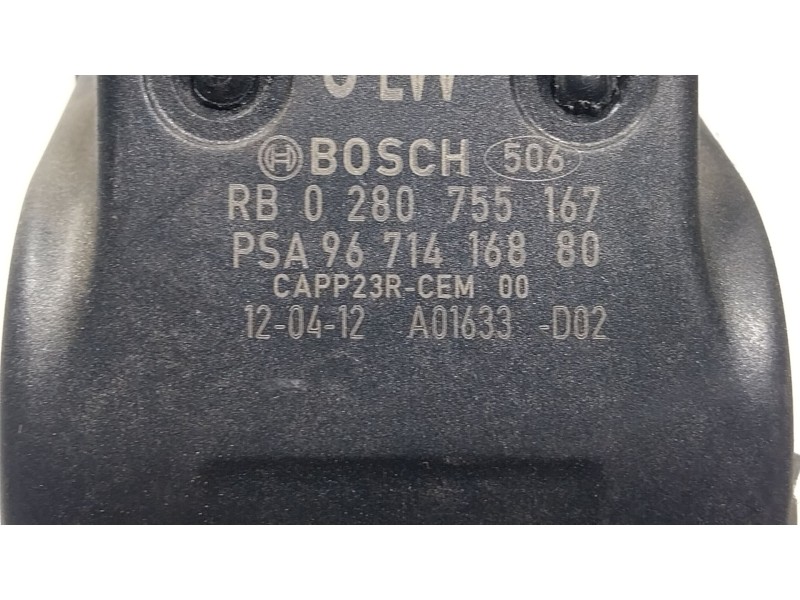 BOSCH 506
RB 0 280 755 167
PSA 96 714 168 80
CAPP23R-CEM 00
12-04-12 A01633 -D02